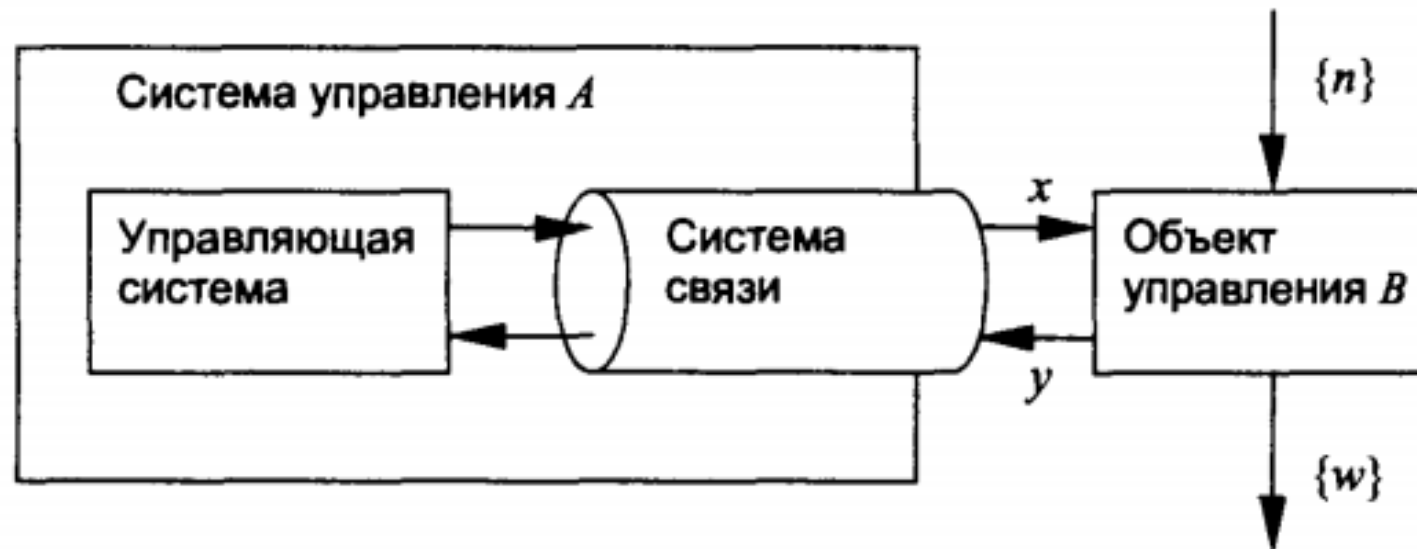 Система управления A
{n}
Управляющая
система
Система
связи
x
y
Объект
управления B
{w}